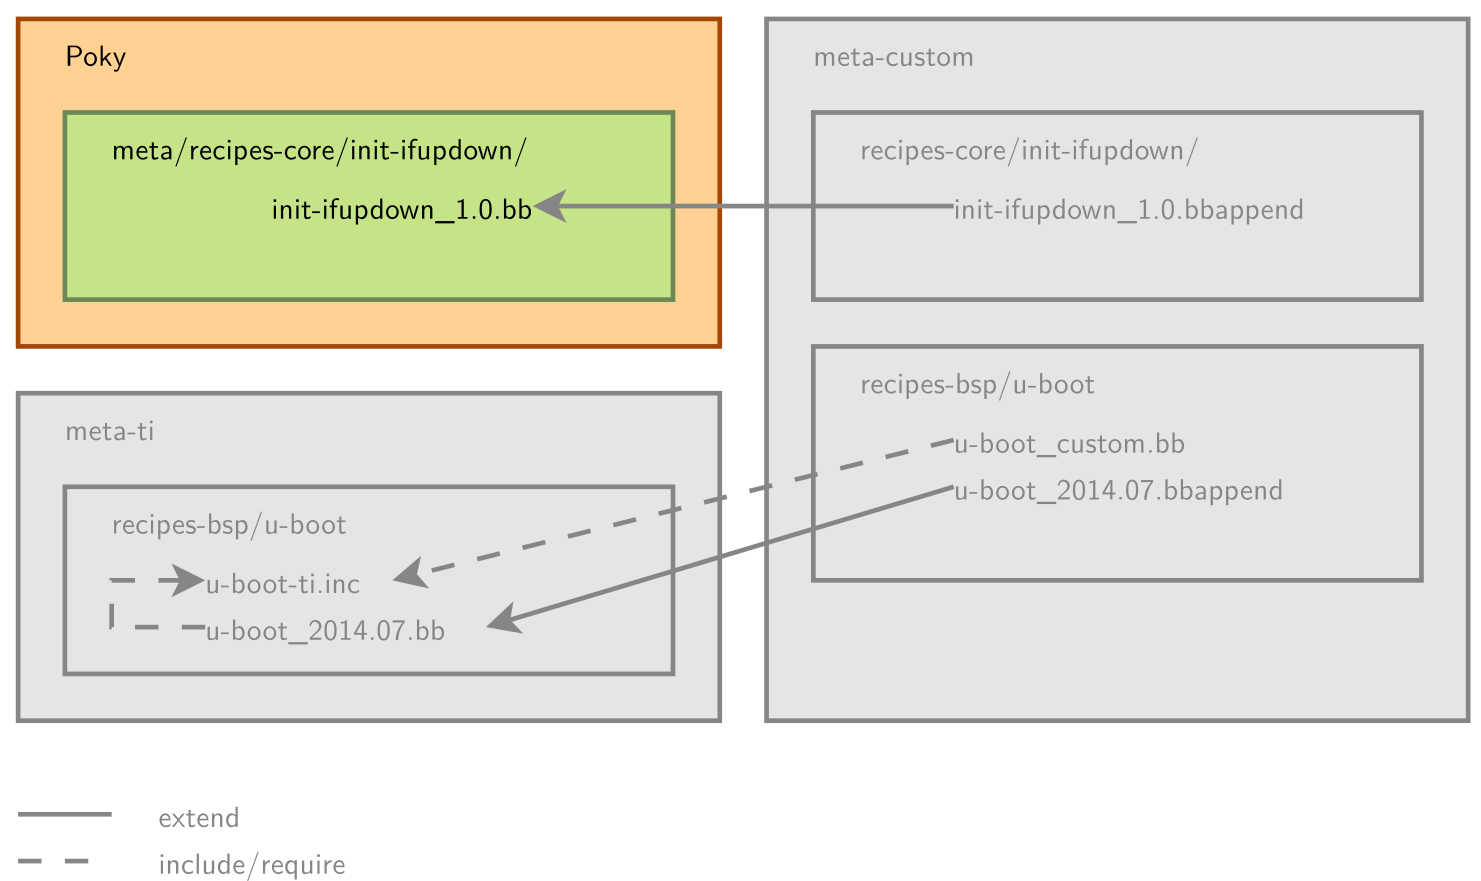 Poky
meta/recipes-core/init-ifupdown/
init-ifupdown_1.0.bb
meta-custom
recipes-core/init-ifupdown/
init-ifupdown_1.0.bbappend
recipes-bsp/u-boot
u-boot_custom.bb
u-boot_2014.07.bbappend
meta-ti
recipes-bsp/u-boot
u-boot-ti.inc
u-boot_2014.07.bb
extend
include/require